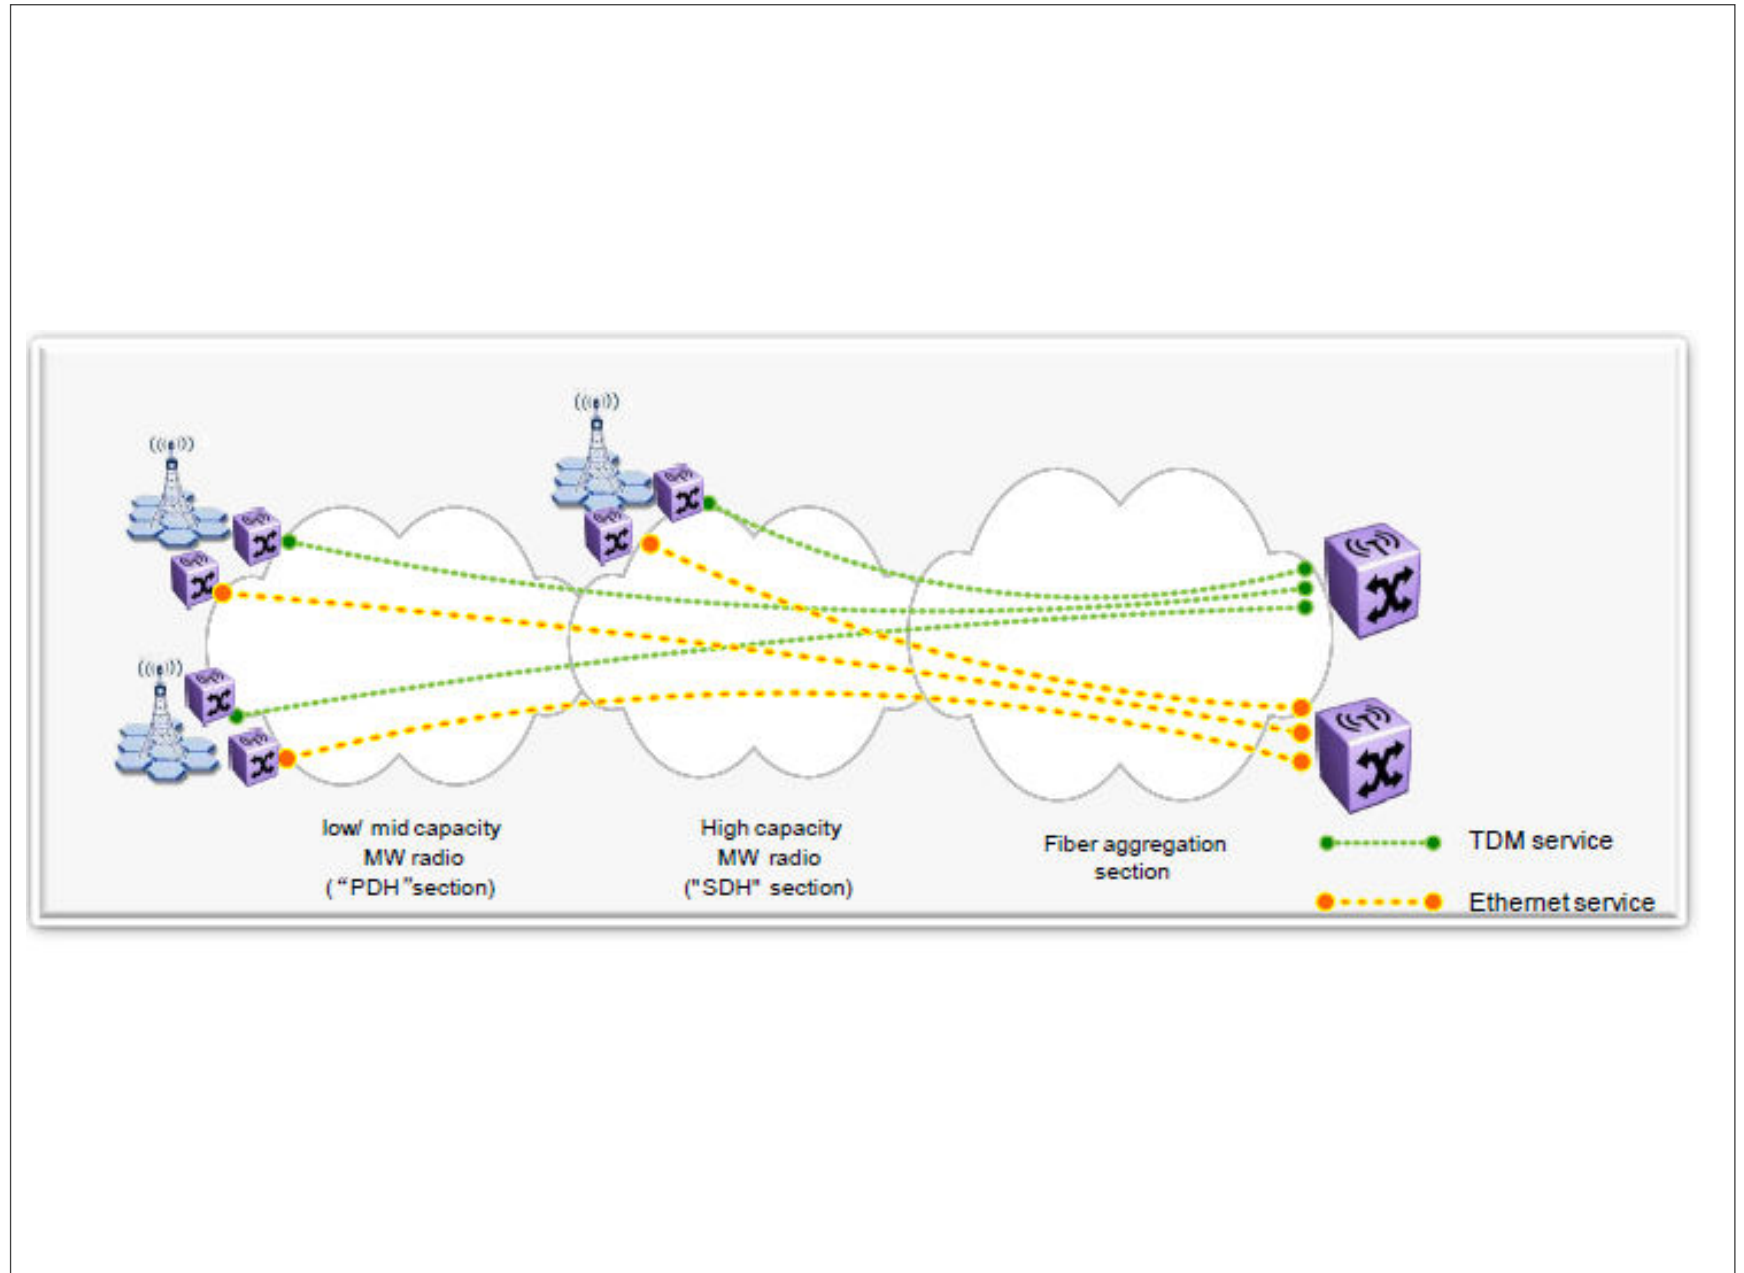 low/ mid capacity
MW radio
(“PDH”section)
High capacity
MW radio
("SDH" section)
Fiber aggregation
section
TDM service
Ethernet service